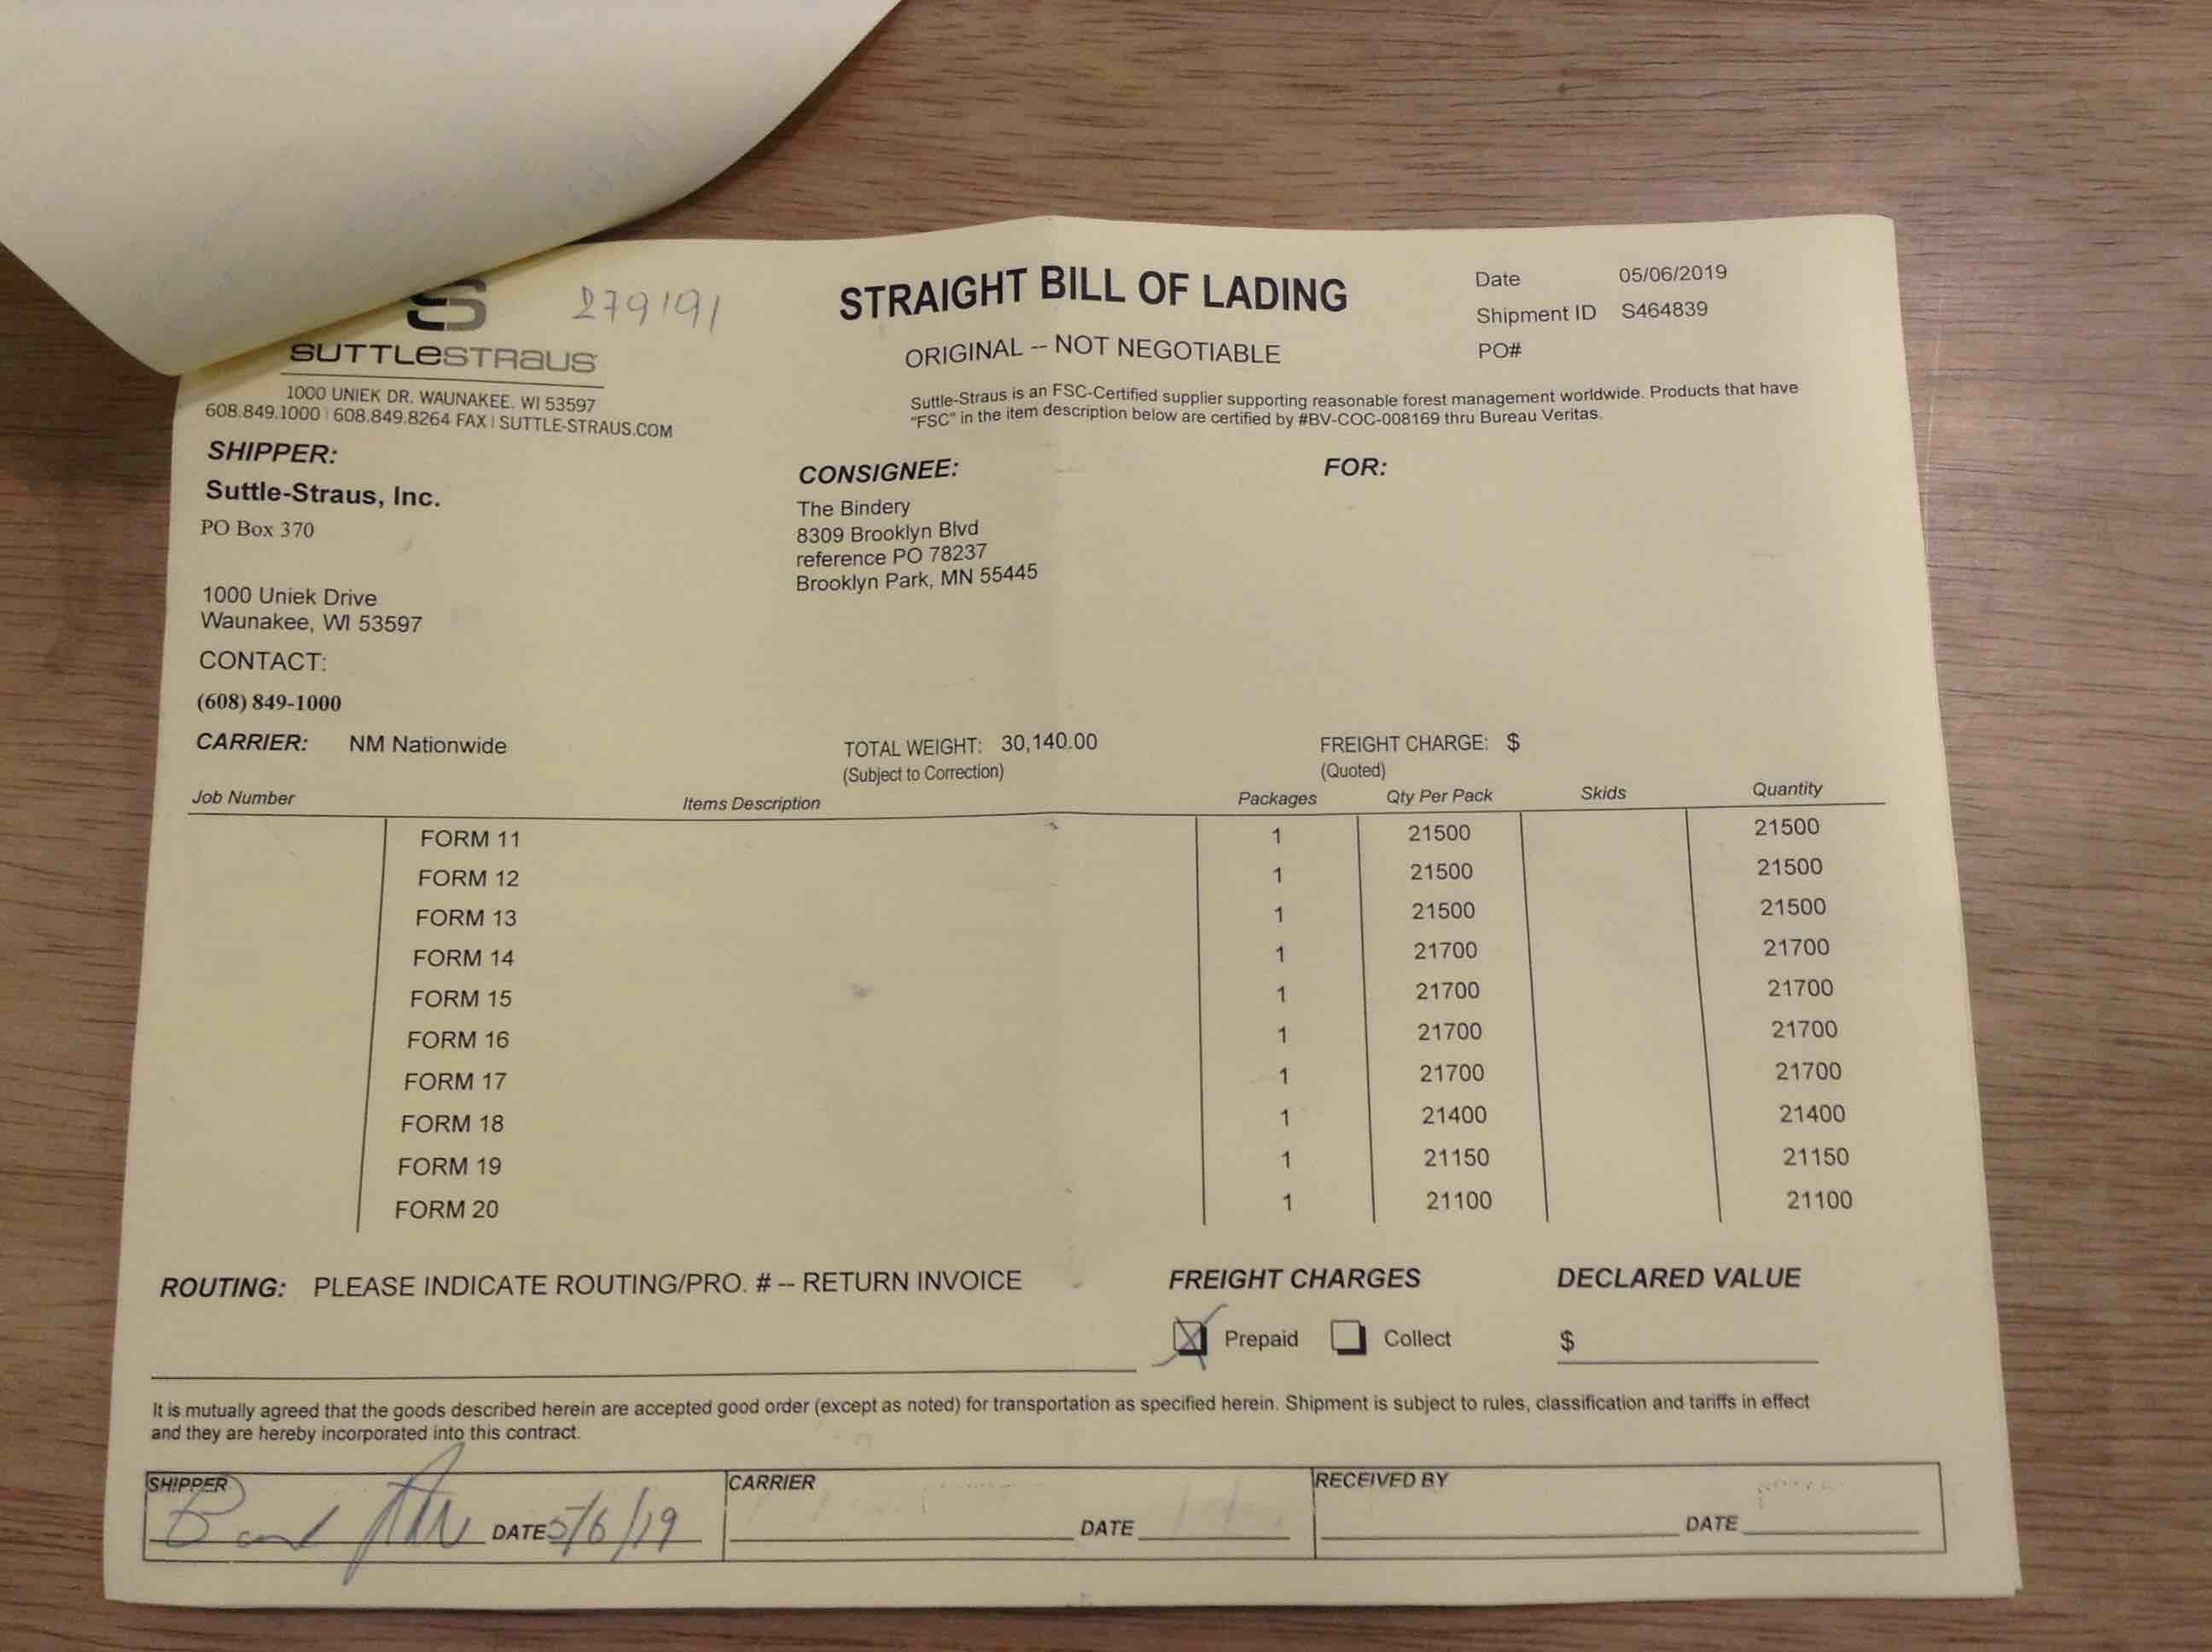 279191
SUTTLESTRAUS
1000 UNIEK DR. WAUNAKEE. WI 53597
608.849.1000 | 608.849.8264 FAX | SUTTLE-STRAUS.COM
STRAIGHT BILL OF LADING
ORIGINAL -- NOT NEGOTIABLE
Date 05/06/2019
Shipment ID S464839
PO#
Suttle-Straus is an FSC-Certified supplier supporting reasonable forest management worldwide. Products that have
"FSC" in the item description below are certified by #BV-COC-008169 thru Bureau Veritas.
SHIPPER:
Suttle-Straus, Inc.
PO Box 370
1000 Uniek Drive
Waunakee, WI 53597
CONTACT:
(608) 849-1000
CONSIGNEE:
The Bindery
8309 Brooklyn Blvd
reference PO 78237
Brooklyn Park, MN 55445
FOR:
CARRIER: NM Nationwide
TOTAL WEIGHT: 30,140.00
(Subject to Correction)
FREIGHT CHARGE: $
(Quoted)
Job Number Items Description Packages Qty Per Pack Skids Quantity
FORM 11 1 21500 21500
FORM 12 1 21500 21500
FORM 13 1 21500 21500
FORM 14 1 21700 21700
FORM 15 1 21700 21700
FORM 16 1 21700 21700
FORM 17 1 21700 21700
FORM 18 1 21400 21400
FORM 19 1 21150 21150
FORM 20 1 21100 21100
ROUTING: PLEASE INDICATE ROUTING/PRO. # -- RETURN INVOICE
FREIGHT CHARGES
Prepaid Collect
DECLARED VALUE
$
It is mutually agreed that the goods described herein are accepted good order (except as noted) for transportation as specified herein. Shipment is subject to rules, classification and tariffs in effect
and they are hereby incorporated into this contract.
SHIPPER
DATE 5/6/19
CARRIER
DATE
RECEIVED BY
DATE